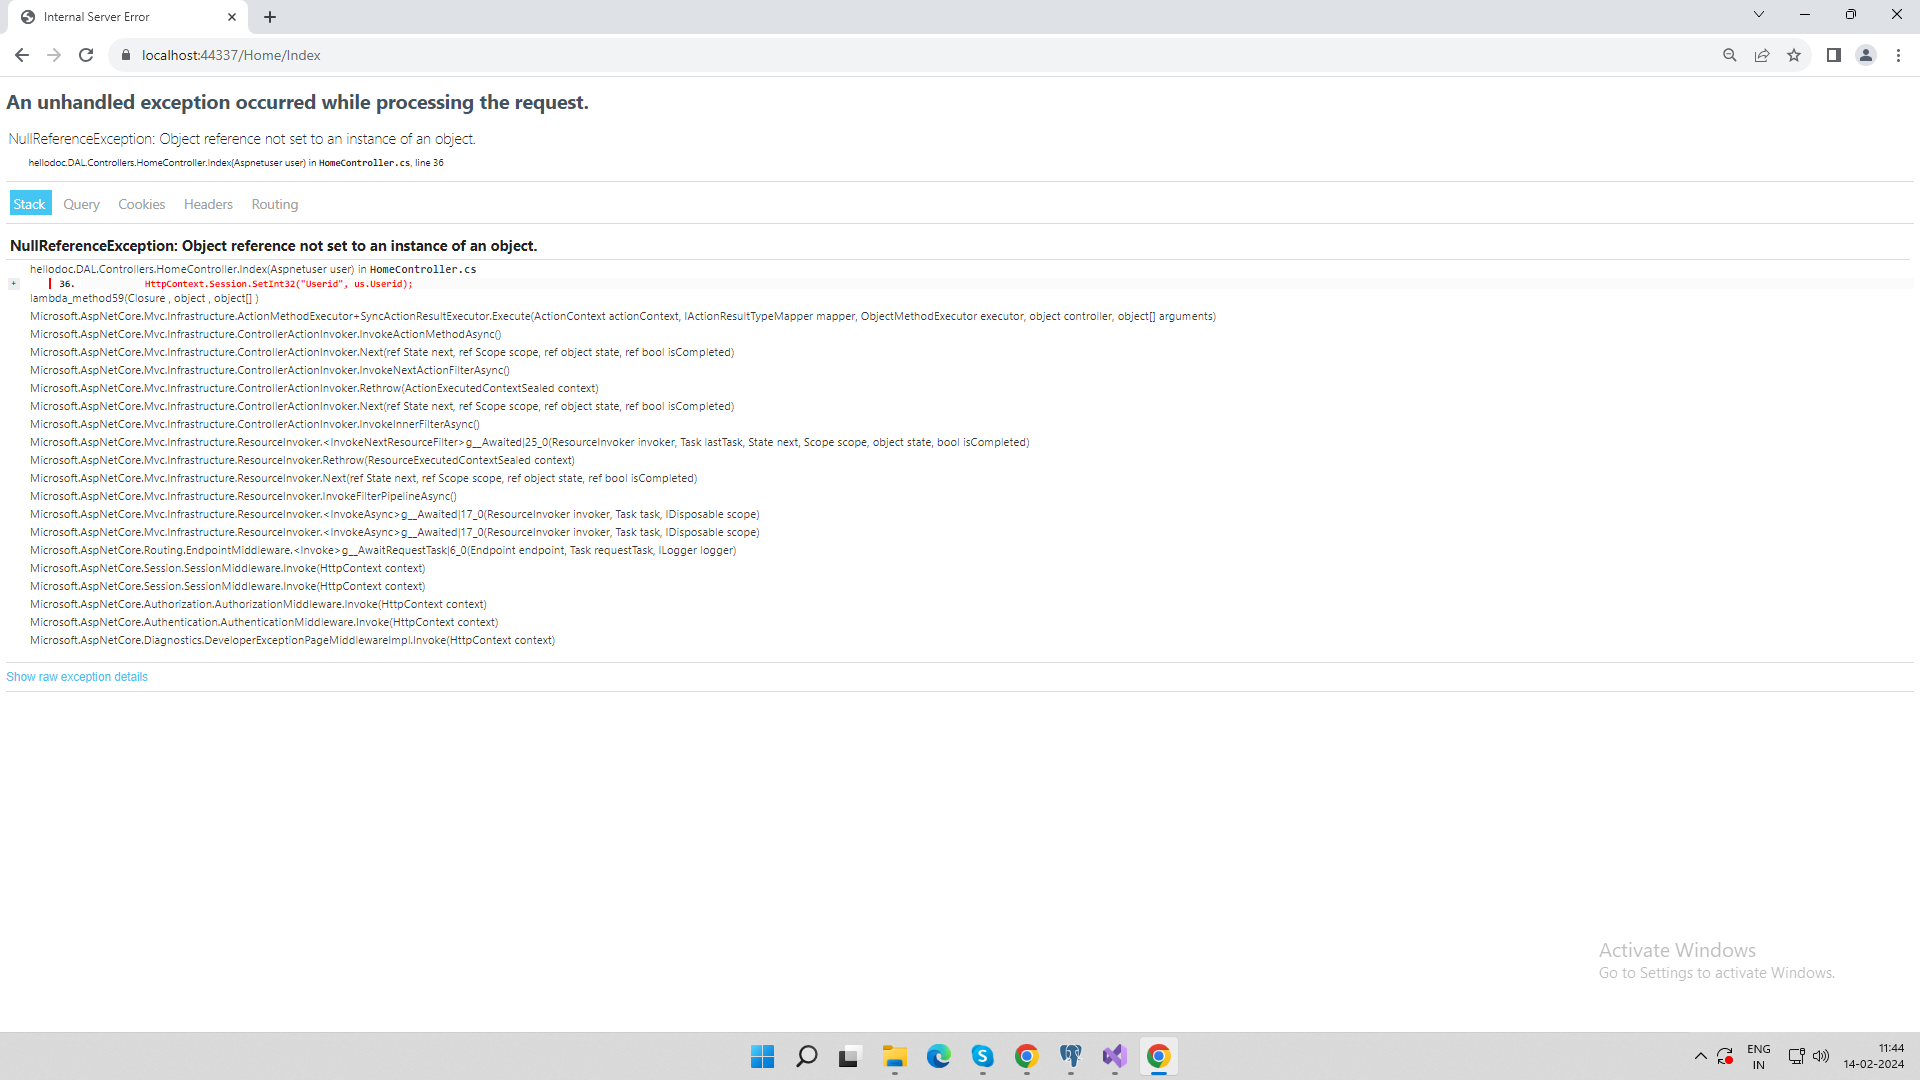 Internal Server Error
localhost:44337/Home/Index
An unhandled exception occurred while processing the request.
NullReferenceException: Object reference not set to an instance of an object.
hellodoc.DAL.Controllers.HomeController.Index(Aspnetuser user) in HomeController.cs, line 36
Stack Query Cookies Headers Routing
NullReferenceException: Object reference not set to an instance of an object.
hellodoc.DAL.Controllers.HomeController.Index(Aspnetuser user) in HomeController.cs
+ 36. HttpContext.Session.SetInt32("Userid", us.Userid);
lambda_method59(Closure , object , object[] )
Microsoft.AspNetCore.Mvc.Infrastructure.ActionMethodExecutor+SyncActionResultExecutor.Execute(ActionContext actionContext, IActionResultTypeMapper mapper, ObjectMethodExecutor executor, object controller, object[] arguments)
Microsoft.AspNetCore.Mvc.Infrastructure.ControllerActionInvoker.InvokeActionMethodAsync()
Microsoft.AspNetCore.Mvc.Infrastructure.ControllerActionInvoker.Next(ref State next, ref Scope scope, ref object state, ref bool isCompleted)
Microsoft.AspNetCore.Mvc.Infrastructure.ControllerActionInvoker.InvokeNextActionFilterAsync()
Microsoft.AspNetCore.Mvc.Infrastructure.ControllerActionInvoker.Rethrow(ActionExecutedContextSealed context)
Microsoft.AspNetCore.Mvc.Infrastructure.ControllerActionInvoker.Next(ref State next, ref Scope scope, ref object state, ref bool isCompleted)
Microsoft.AspNetCore.Mvc.Infrastructure.ControllerActionInvoker.InvokeInnerFilterAsync()
Microsoft.AspNetCore.Mvc.Infrastructure.ResourceInvoker.<InvokeNextResourceFilter>g__Awaited|25_0(ResourceInvoker invoker, Task lastTask, State next, Scope scope, object state, bool isCompleted)
Microsoft.AspNetCore.Mvc.Infrastructure.ResourceInvoker.Rethrow(ResourceExecutedContextSealed context)
Microsoft.AspNetCore.Mvc.Infrastructure.ResourceInvoker.Next(ref State next, ref Scope scope, ref object state, ref bool isCompleted)
Microsoft.AspNetCore.Mvc.Infrastructure.ResourceInvoker.InvokeFilterPipelineAsync()
Microsoft.AspNetCore.Mvc.Infrastructure.ResourceInvoker.<InvokeAsync>g__Awaited|17_0(ResourceInvoker invoker, Task task, IDisposable scope)
Microsoft.AspNetCore.Mvc.Infrastructure.ResourceInvoker.<InvokeAsync>g__Awaited|17_0(ResourceInvoker invoker, Task task, IDisposable scope)
Microsoft.AspNetCore.Routing.EndpointMiddleware.<Invoke>g__AwaitRequestTask|6_0(Endpoint endpoint, Task requestTask, ILogger logger)
Microsoft.AspNetCore.Session.SessionMiddleware.Invoke(HttpContext context)
Microsoft.AspNetCore.Session.SessionMiddleware.Invoke(HttpContext context)
Microsoft.AspNetCore.Authorization.AuthorizationMiddleware.Invoke(HttpContext context)
Microsoft.AspNetCore.Authentication.AuthenticationMiddleware.Invoke(HttpContext context)
Microsoft.AspNetCore.Diagnostics.DeveloperExceptionPageMiddlewareImpl.Invoke(HttpContext context)
Show raw exception details
Activate Windows
Go to Settings to activate Windows.
ENG
IN
11:44
14-02-2024